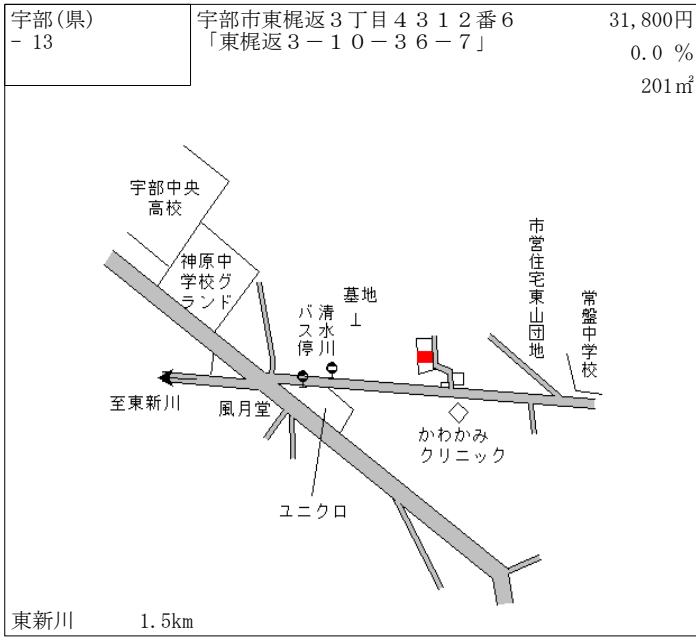 宇部(県)
- 13
宇部市東梶返３丁目４３１２番６
「東梶返３－１０－３６－７」
31,800円
0.0 %
201㎡
宇部中央
高校
神原中
学校グ
ランド
清水川
バス停
墓地
市営住宅東山団地
常盤中学校
至東新川
風月堂
かわかみ
クリニック
ユニクロ
東新川 1.5km